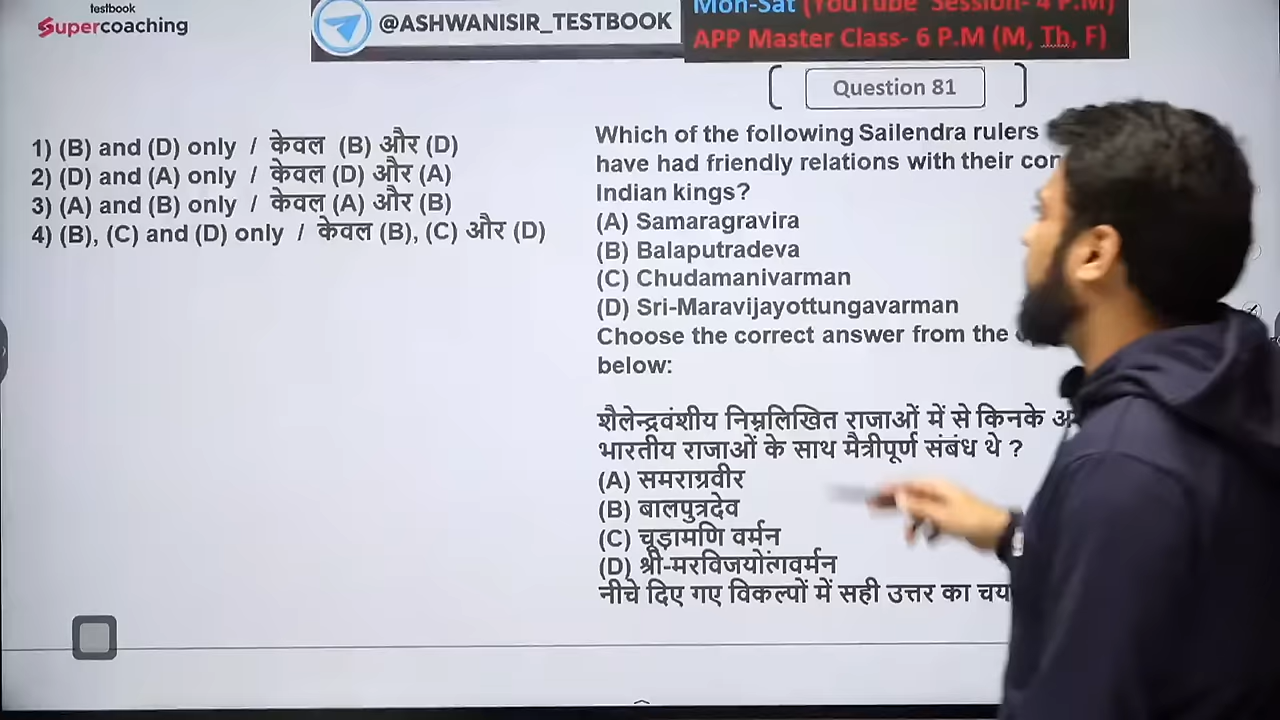 testbook
Supercoaching
@ASHWANISIR_TESTBOOK
Mon-Sat (YouTube Session- 4 P.M)
APP Master Class- 6 P.M (M, Th, F)
Question 81
1) (B) and (D) only / केवल (B) और (D)
2) (D) and (A) only / केवल (D) और (A)
3) (A) and (B) only / केवल (A) और (B)
4) (B), (C) and (D) only / केवल (B), (C) और (D)
Which of the following Sailendra rulers
have had friendly relations with their
Indian kings?
(A) Samaragravira
(B) Balaputradeva
(C) Chudamanivarman
(D) Sri-Maravijayottungavarman
Choose the correct answer from the
below:
शैलेन्द्रवंशीय निम्नलिखित राजाओं में से किनके
भारतीय राजाओं के साथ मैत्रीपूर्ण संबंध थे ?
(A) समराग्रवीर
(B) बालपुत्रदेव
(C) चूड़ामणि वर्मन
(D) श्री-मरविजयोत्तंगवर्मन
नीचे दिए गए विकल्पों में सही उत्तर का